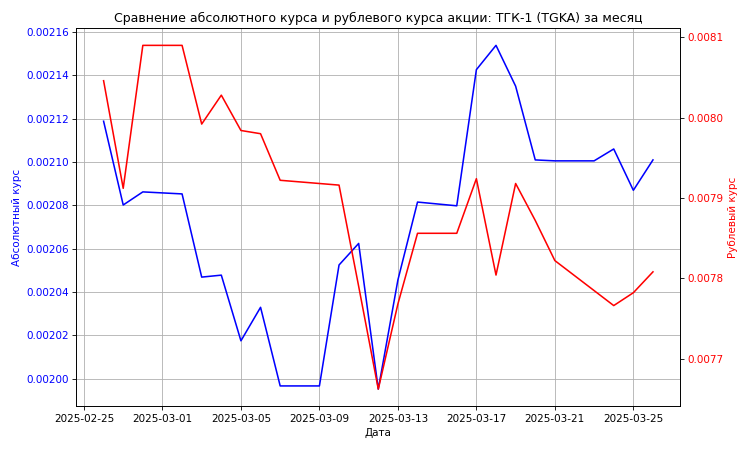 Сравнение абсолютного курса и рублевого курса акции: ТГК-1 (TGKA) за месяц
0.00216
0.00214
0.00212
0.00210
0.00208
0.00206
0.00204
0.00202
0.00200
Абсолютный курс
0.0081
0.0080
0.0079
0.0078
0.0077
Рублевый курс
2025-02-25 2025-03-01 2025-03-05 2025-03-09 2025-03-13 2025-03-17 2025-03-21 2025-03-25
Дата